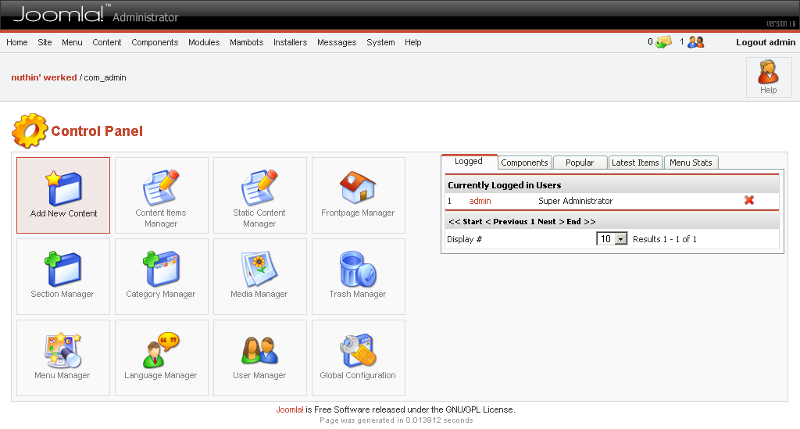 Joomla!™ Administrator
Version 1.0
Home Site Menu Content Components Modules Mambots Installers Messages System Help 0 1 Logout admin
nuthin' werked / com_admin
Help
Control Panel
Add New Content
Content Items Manager
Static Content Manager
Frontpage Manager
Section Manager
Category Manager
Media Manager
Trash Manager
Menu Manager
Language Manager
User Manager
Global Configuration
Logged Components Popular Latest Items Menu Stats
Currently Logged in Users
1 admin Super Administrator
<< Start < Previous 1 Next > End >>
Display # 10 Results 1 - 1 of 1
Joomla! is Free Software released under the GNU/GPL License.
Page was generated in 0.013912 seconds